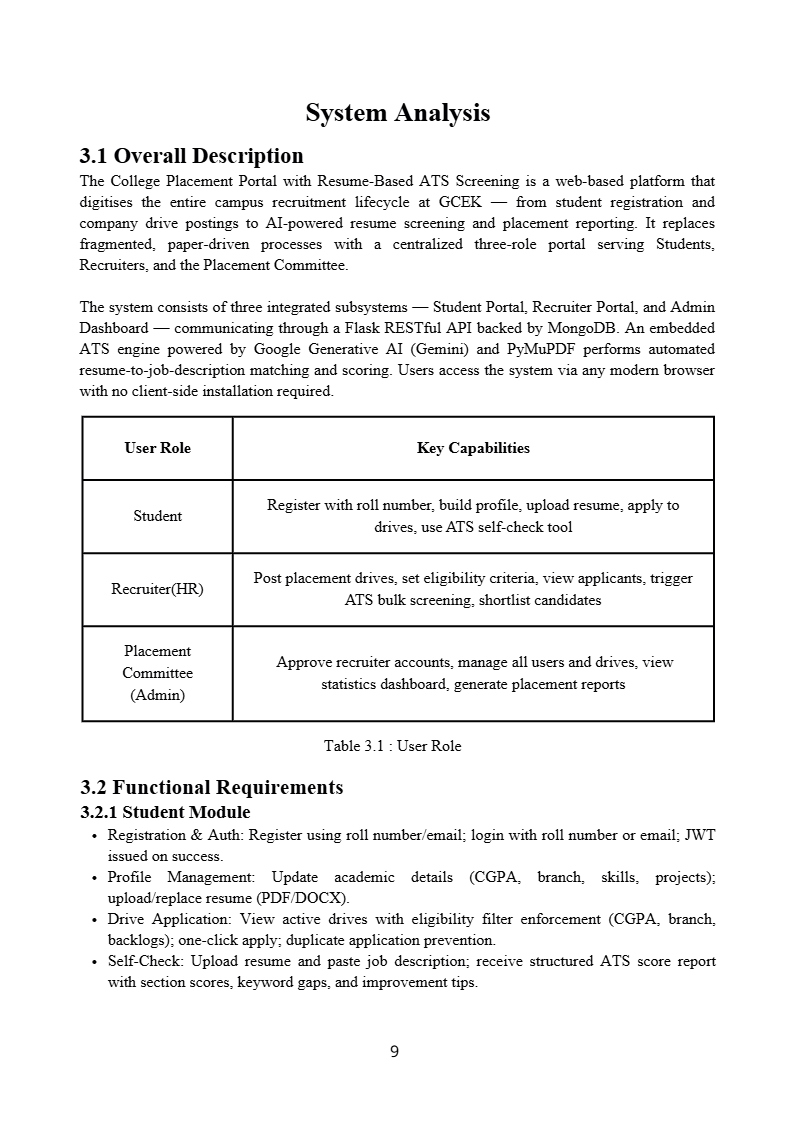 System Analysis
3.1 Overall Description
The College Placement Portal with Resume-Based ATS Screening is a web-based platform that
digitises the entire campus recruitment lifecycle at GCEK — from student registration and
company drive postings to AI-powered resume screening and placement reporting. It replaces
fragmented, paper-driven processes with a centralized three-role portal serving Students,
Recruiters, and the Placement Committee.
The system consists of three integrated subsystems — Student Portal, Recruiter Portal, and Admin
Dashboard — communicating through a Flask RESTful API backed by MongoDB. An embedded
ATS engine powered by Google Generative AI (Gemini) and PyMuPDF performs automated
resume-to-job-description matching and scoring. Users access the system via any modern browser
with no client-side installation required.
User Role
Key Capabilities
Student
Register with roll number, build profile, upload resume, apply to
drives, use ATS self-check tool
Recruiter(HR)
Post placement drives, set eligibility criteria, view applicants, trigger
ATS bulk screening, shortlist candidates
Placement
Committee
(Admin)
Approve recruiter accounts, manage all users and drives, view
statistics dashboard, generate placement reports
Table 3.1 : User Role
3.2 Functional Requirements
3.2.1 Student Module
• Registration & Auth: Register using roll number/email; login with roll number or email; JWT
issued on success.
• Profile Management: Update academic details (CGPA, branch, skills, projects);
upload/replace resume (PDF/DOCX).
• Drive Application: View active drives with eligibility filter enforcement (CGPA, branch,
backlogs); one-click apply; duplicate application prevention.
• Self-Check: Upload resume and paste job description; receive structured ATS score report
with section scores, keyword gaps, and improvement tips.
9